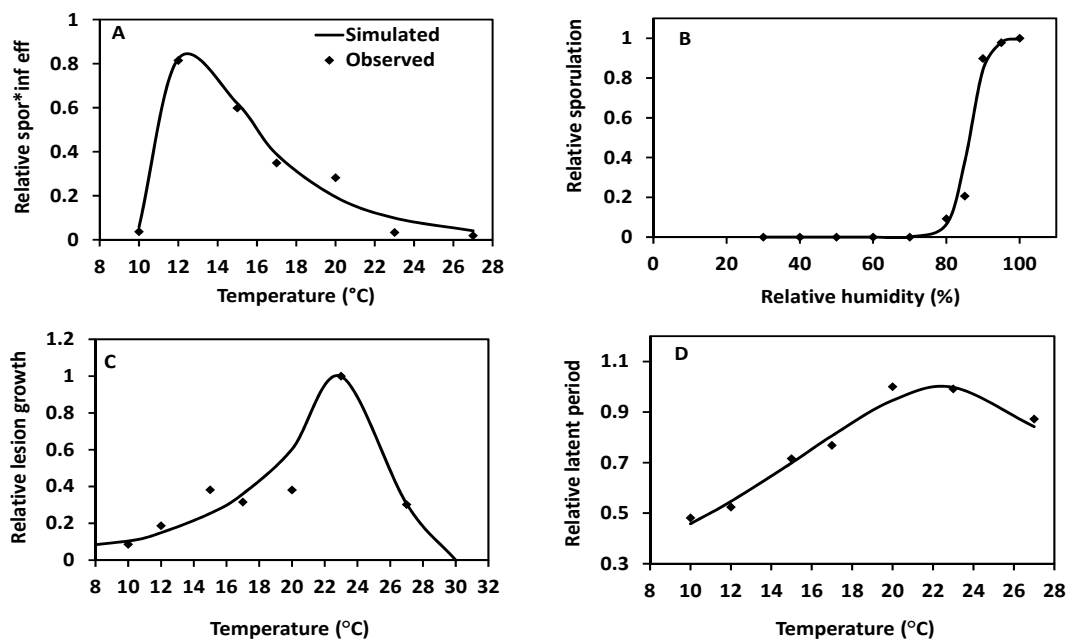 A
Simulated
Observed
Relative spor*inf eff
1
0.8
0.6
0.4
0.2
0
8 10 12 14 16 18 20 22 24 26 28
Temperature (°C)
B
Relative sporulation
1
0.8
0.6
0.4
0.2
0
0 20 40 60 80 100
Relative humidity (%)
C
Relative lesion growth
1.2
1
0.8
0.6
0.4
0.2
0
8 10 12 14 16 18 20 22 24 26 28 30 32
Temperature (°C)
D
Relative latent period
1.1
0.9
0.7
0.5
0.3
8 10 12 14 16 18 20 22 24 26 28
Temperature (°C)